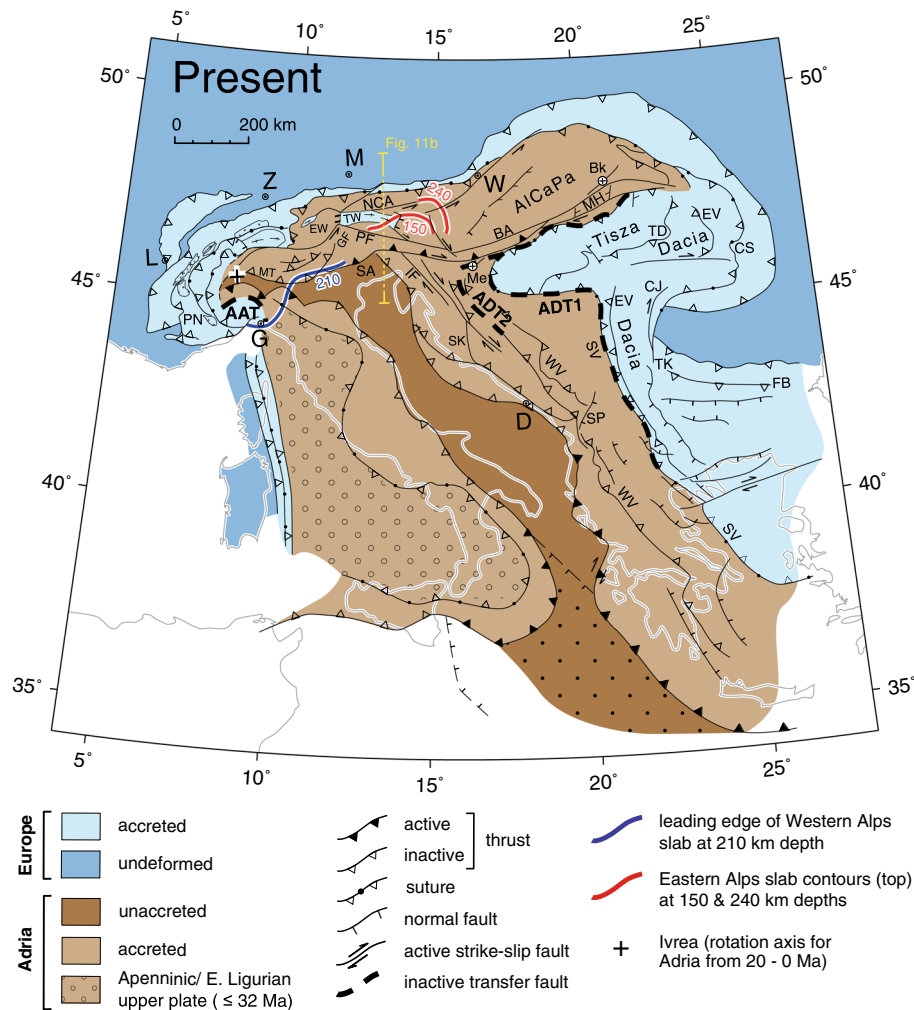 5° 10° 15° 20° 25°
50° 50°
Present
0 200 km
Fig. 11b
M
Z
W
Bk
NCA
240
AlCaPa
MH
TW
150
EW
GF
PF
BA
Tisza
TD
EV
Dacia
CS
L
45° 45°
MT
210
SA
IF
Me
CJ
PN
AAT
G
ADT2
ADT1
EV
SK
WV
SV
Dacia
TK
FB
D
SP
40° 40°
WV
SV
35° 35°
5° 10° 15° 20° 25°
Europe
accreted
undeformed
Adria
unaccreted
accreted
Apenninic/ E. Ligurian
upper plate ( ≤ 32 Ma)
active
inactive
thrust
suture
normal fault
active strike-slip fault
inactive transfer fault
leading edge of Western Alps
slab at 210 km depth
Eastern Alps slab contours (top)
at 150 & 240 km depths
+ Ivrea (rotation axis for
Adria from 20 - 0 Ma)